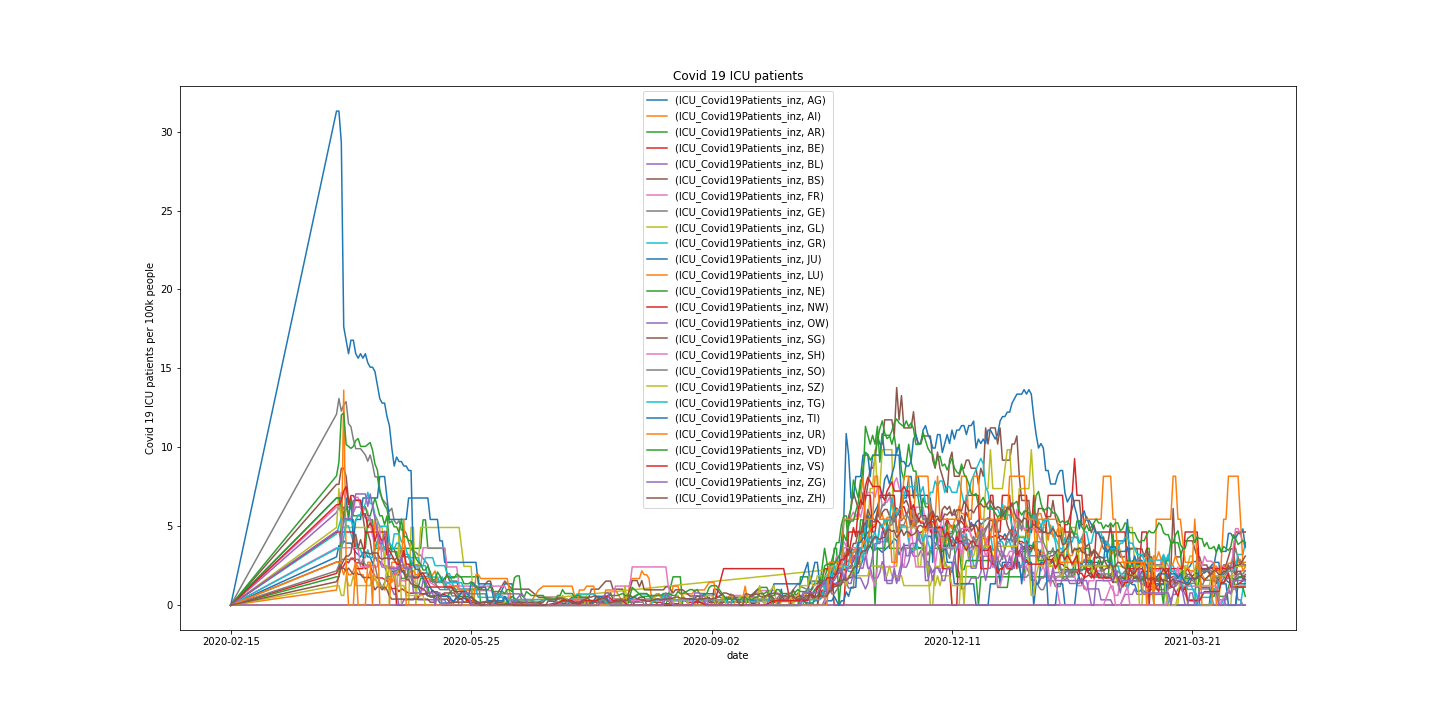 Covid 19 ICU patients
(ICU_Covid19Patients_inz, AG)
(ICU_Covid19Patients_inz, AI)
(ICU_Covid19Patients_inz, AR)
(ICU_Covid19Patients_inz, BE)
(ICU_Covid19Patients_inz, BL)
(ICU_Covid19Patients_inz, BS)
(ICU_Covid19Patients_inz, FR)
(ICU_Covid19Patients_inz, GE)
(ICU_Covid19Patients_inz, GL)
(ICU_Covid19Patients_inz, GR)
(ICU_Covid19Patients_inz, JU)
(ICU_Covid19Patients_inz, LU)
(ICU_Covid19Patients_inz, NE)
(ICU_Covid19Patients_inz, NW)
(ICU_Covid19Patients_inz, OW)
(ICU_Covid19Patients_inz, SG)
(ICU_Covid19Patients_inz, SH)
(ICU_Covid19Patients_inz, SO)
(ICU_Covid19Patients_inz, SZ)
(ICU_Covid19Patients_inz, TG)
(ICU_Covid19Patients_inz, TI)
(ICU_Covid19Patients_inz, UR)
(ICU_Covid19Patients_inz, VD)
(ICU_Covid19Patients_inz, VS)
(ICU_Covid19Patients_inz, ZG)
(ICU_Covid19Patients_inz, ZH)
Covid 19 ICU patients per 100k people
30
25
20
15
10
5
0
2020-02-15
2020-05-25
2020-09-02
2020-12-11
2021-03-21
date